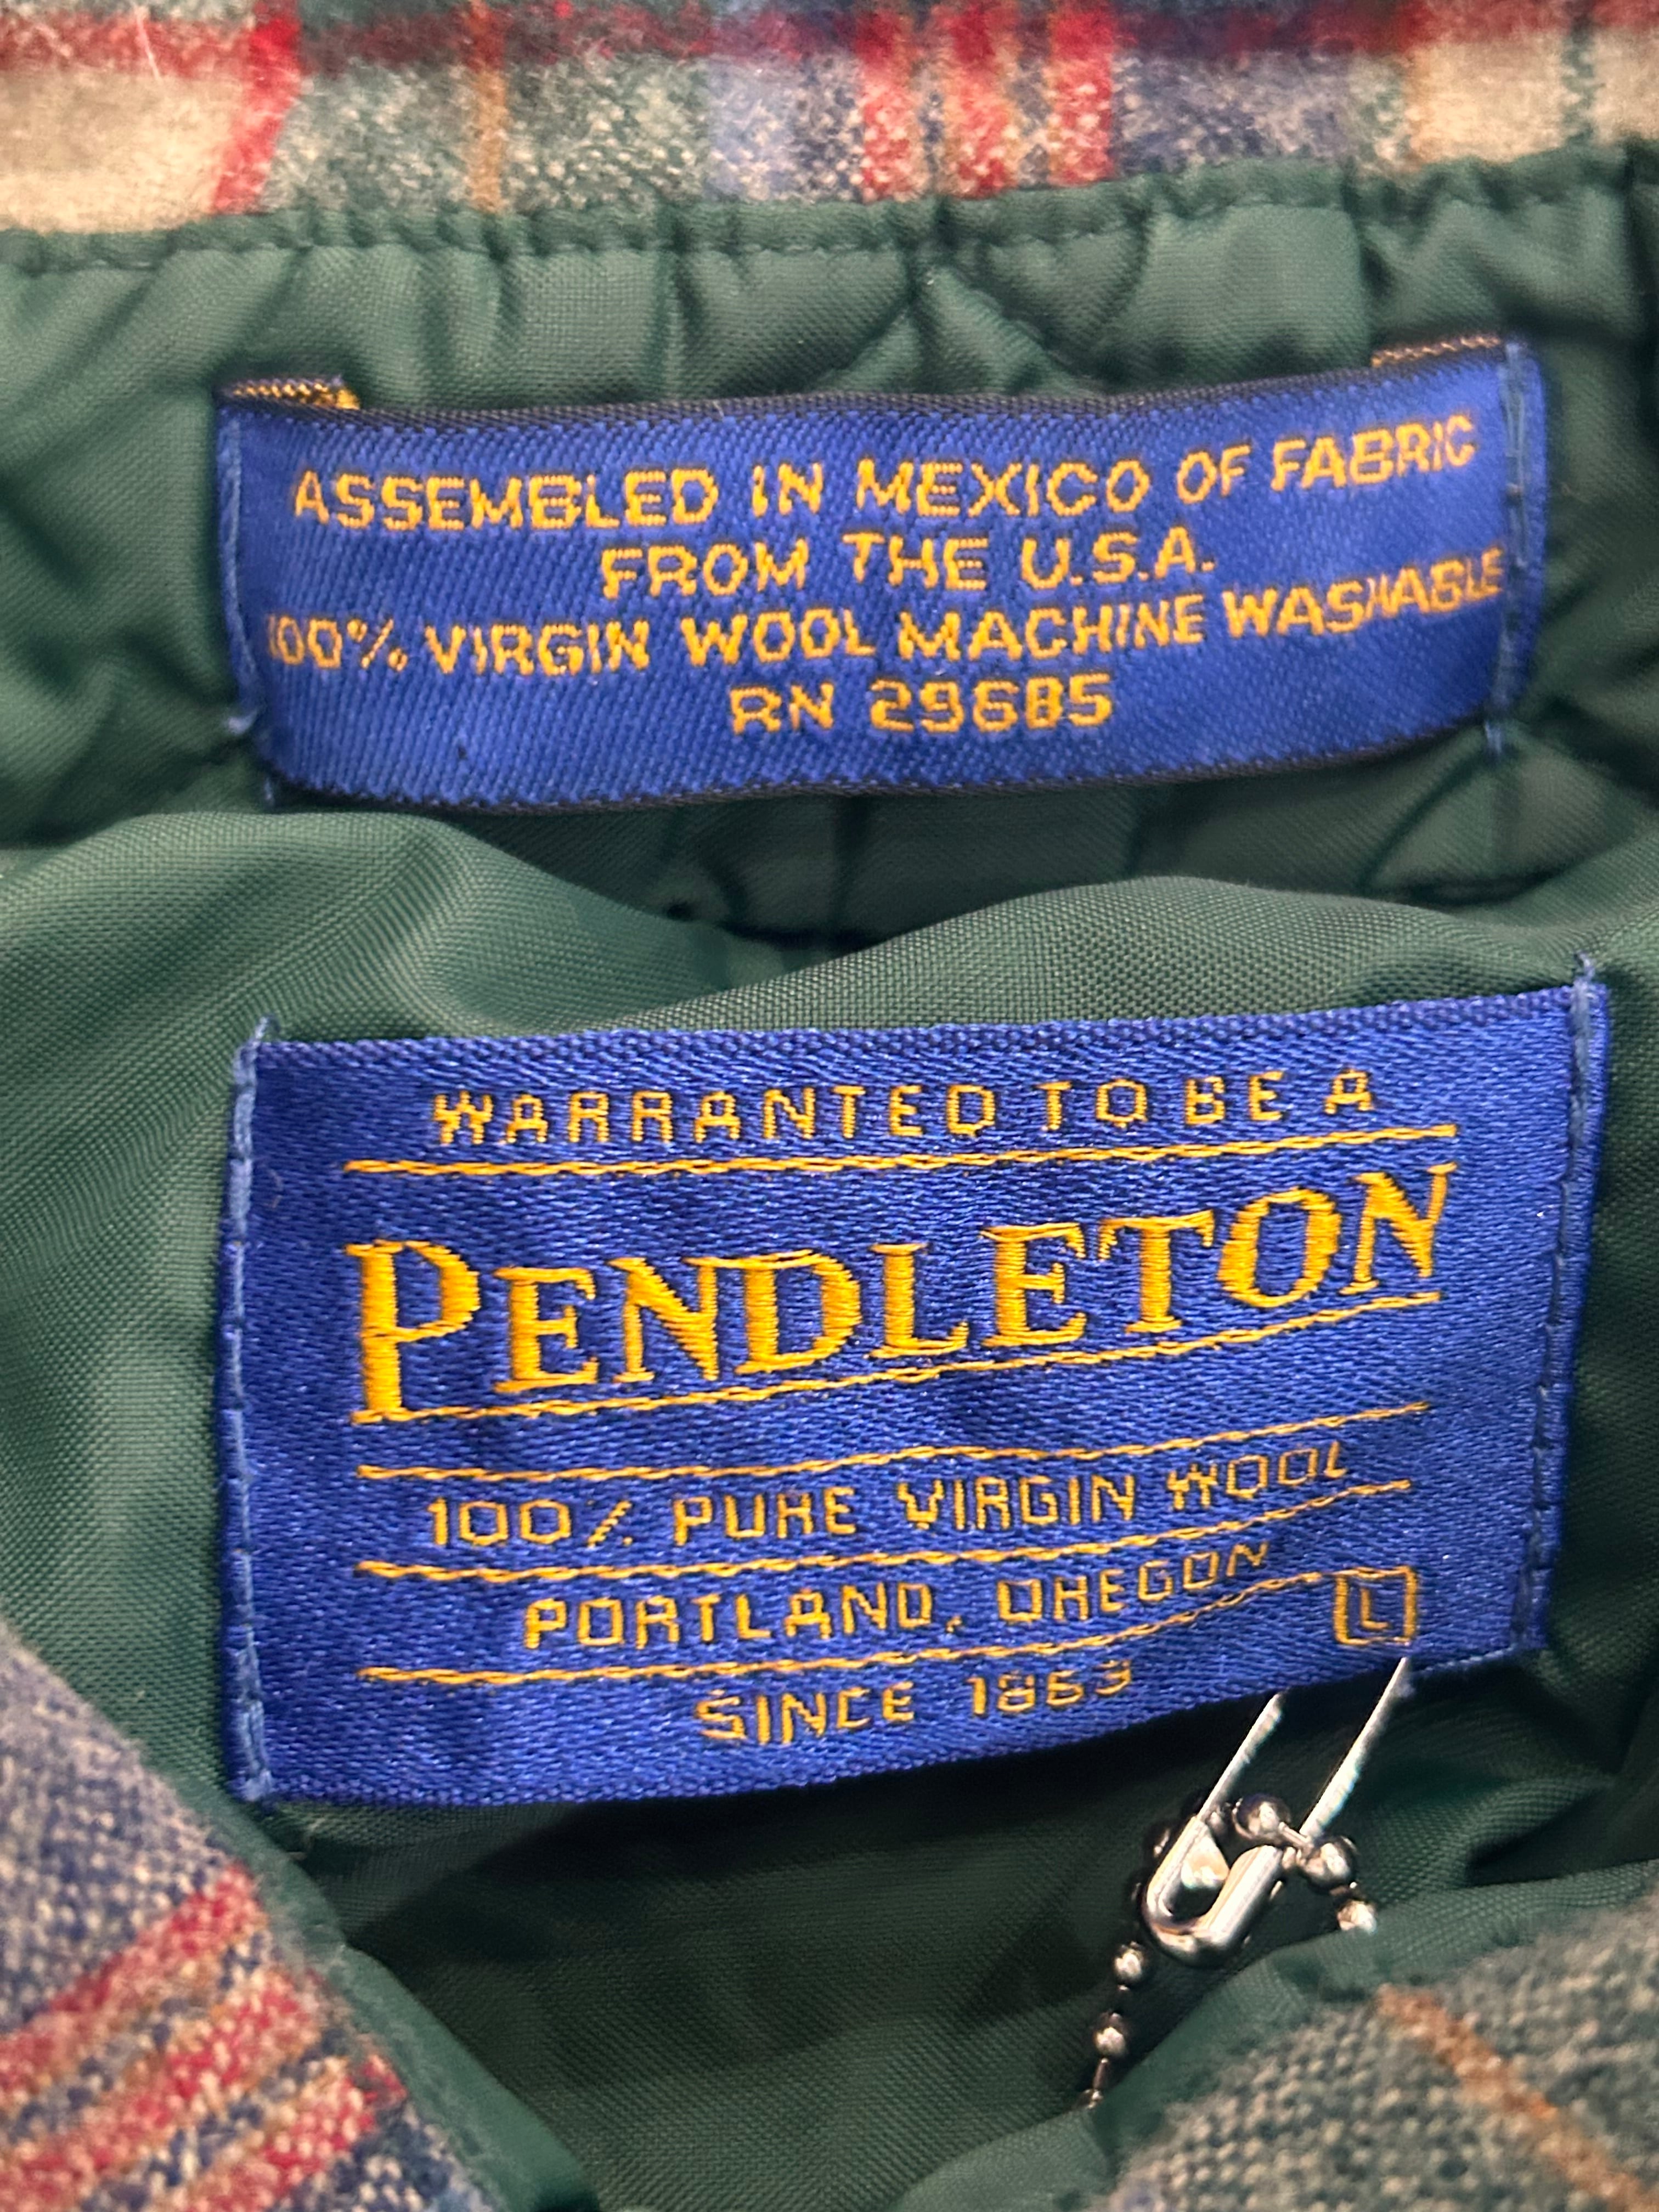 ASSEMBLED IN MEXICO OF FABRIC
FROM THE U.S.A.
100% VIRGIN WOOL MACHINE WASHABLE
RN 29685
WARRANTED TO BE A
PENDLETON
100% PURE VIRGIN WOOL
PORTLAND, OREGON
L
SINCE 1863